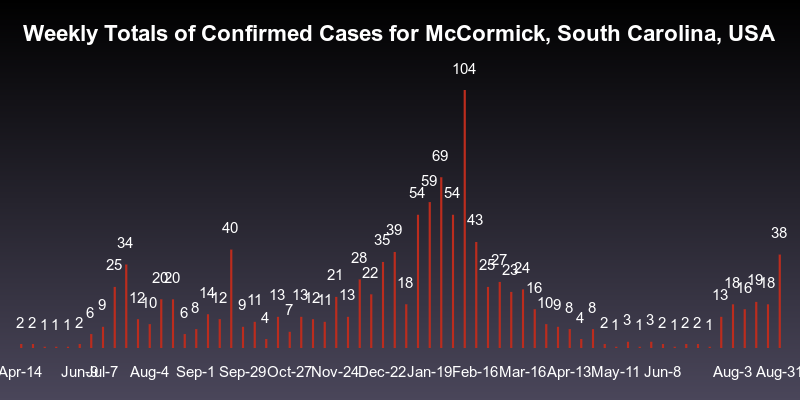 Weekly Totals of Confirmed Cases for McCormick, South Carolina, USA
2 2 1 1 1 2 6 9 25 34 12 10 20 20 6 8 14 12 40 9 11 4 13 7 13 12 11 21 13 28 22 35 39 18 54 59 69 54 104 43 25 27 23 24 16 10 9 8 4 8 2 1 3 1 3 2 1 2 2 1 13 18 16 19 18 38
Apr-14 Jun-9 Jul-7 Aug-4 Sep-1 Sep-29 Oct-27 Nov-24 Dec-22 Jan-19 Feb-16 Mar-16 Apr-13 May-11 Jun-8 Aug-3 Aug-31